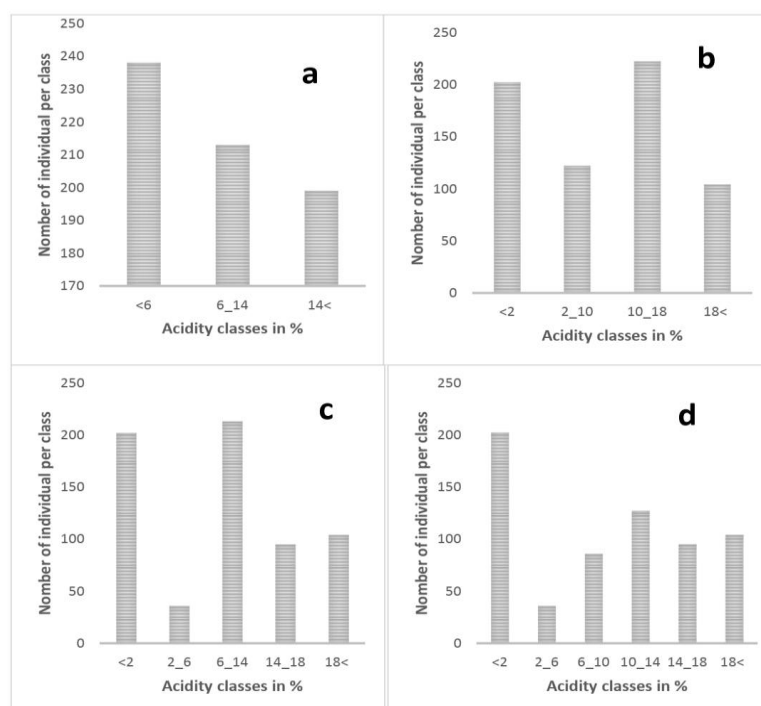 a
Nomber of individual per class
250
240
230
220
210
200
190
180
170
<6 6_14 14<
Acidity classes in %
b
Nomber of individual per class
250
200
150
100
50
0
<2 2_10 10_18 18<
Acidity classes in %
c
Nomber of individual per class
250
200
150
100
50
0
<2 2_6 6_14 14_18 18<
Acidity classes in %
d
Nomber of individual per class
250
200
150
100
50
0
<2 2_6 6_10 10_14 14_18 18<
Acidity classes in %